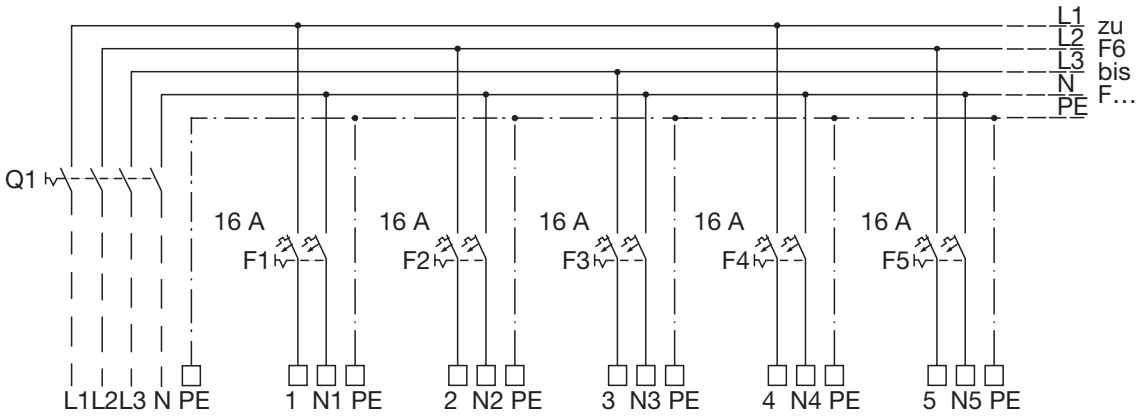 L1 zu
L2 F6
L3 bis
N F...
PE
Q1
16 A 16 A 16 A 16 A 16 A
F1 F2 F3 F4 F5
L1 L2 L3 N PE 1 N1 PE 2 N2 PE 3 N3 PE 4 N4 PE 5 N5 PE